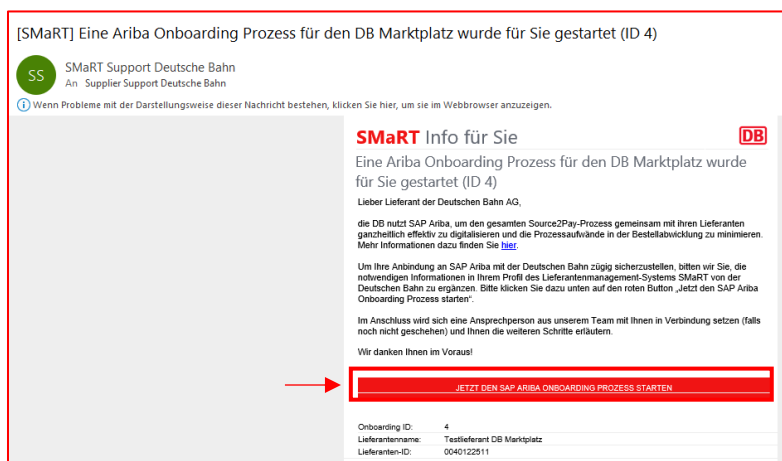 [SMaRT] Eine Ariba Onboarding Prozess für den DB Marktplatz wurde für Sie gestartet (ID 4)
SS
SMaRT Support Deutsche Bahn
An Supplier Support Deutsche Bahn
Wenn Probleme mit der Darstellungsweise dieser Nachricht bestehen, klicken Sie hier, um sie im Webbrowser anzuzeigen.
SMaRT Info für Sie
DB
Eine Ariba Onboarding Prozess für den DB Marktplatz wurde
für Sie gestartet (ID 4)
Lieber Lieferant der Deutschen Bahn AG,
die DB nutzt SAP Ariba, um den gesamten Source2Pay-Prozess gemeinsam mit ihren Lieferanten
ganzheitlich effektiv zu digitalisieren und die Prozessaufwände in der Bestellabwicklung zu minimieren.
Mehr Informationen dazu finden Sie hier.
Um Ihre Anbindung an SAP Ariba mit der Deutschen Bahn zügig sicherzustellen, bitten wir Sie, die
notwendigen Informationen in Ihrem Profil des Lieferantenmanagement-Systems SMaRT von der
Deutschen Bahn zu ergänzen. Bitte klicken Sie dazu unten auf den roten Button „Jetzt den SAP Ariba
Onboarding Prozess starten“.
Im Anschluss wird sich eine Ansprechperson aus unserem Team mit Ihnen in Verbindung setzen (falls
noch nicht geschehen) und Ihnen die weiteren Schritte erläutern.
Wir danken Ihnen im Voraus!
JETZT DEN SAP ARIBA ONBOARDING PROZESS STARTEN
Onboarding ID: 4
Lieferantenname: Testlieferant DB Marktplatz
Lieferanten-ID: 0040122511